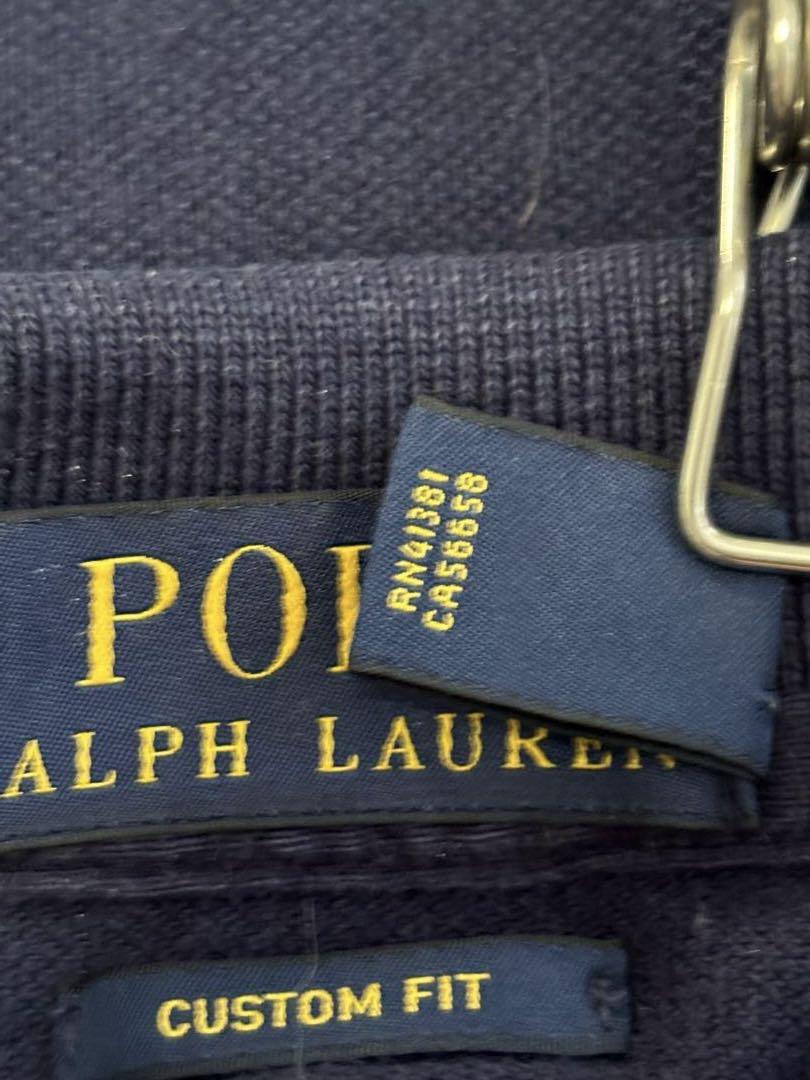 RN41381
CA56658
PO
ALPH LAUREN
CUSTOM FIT